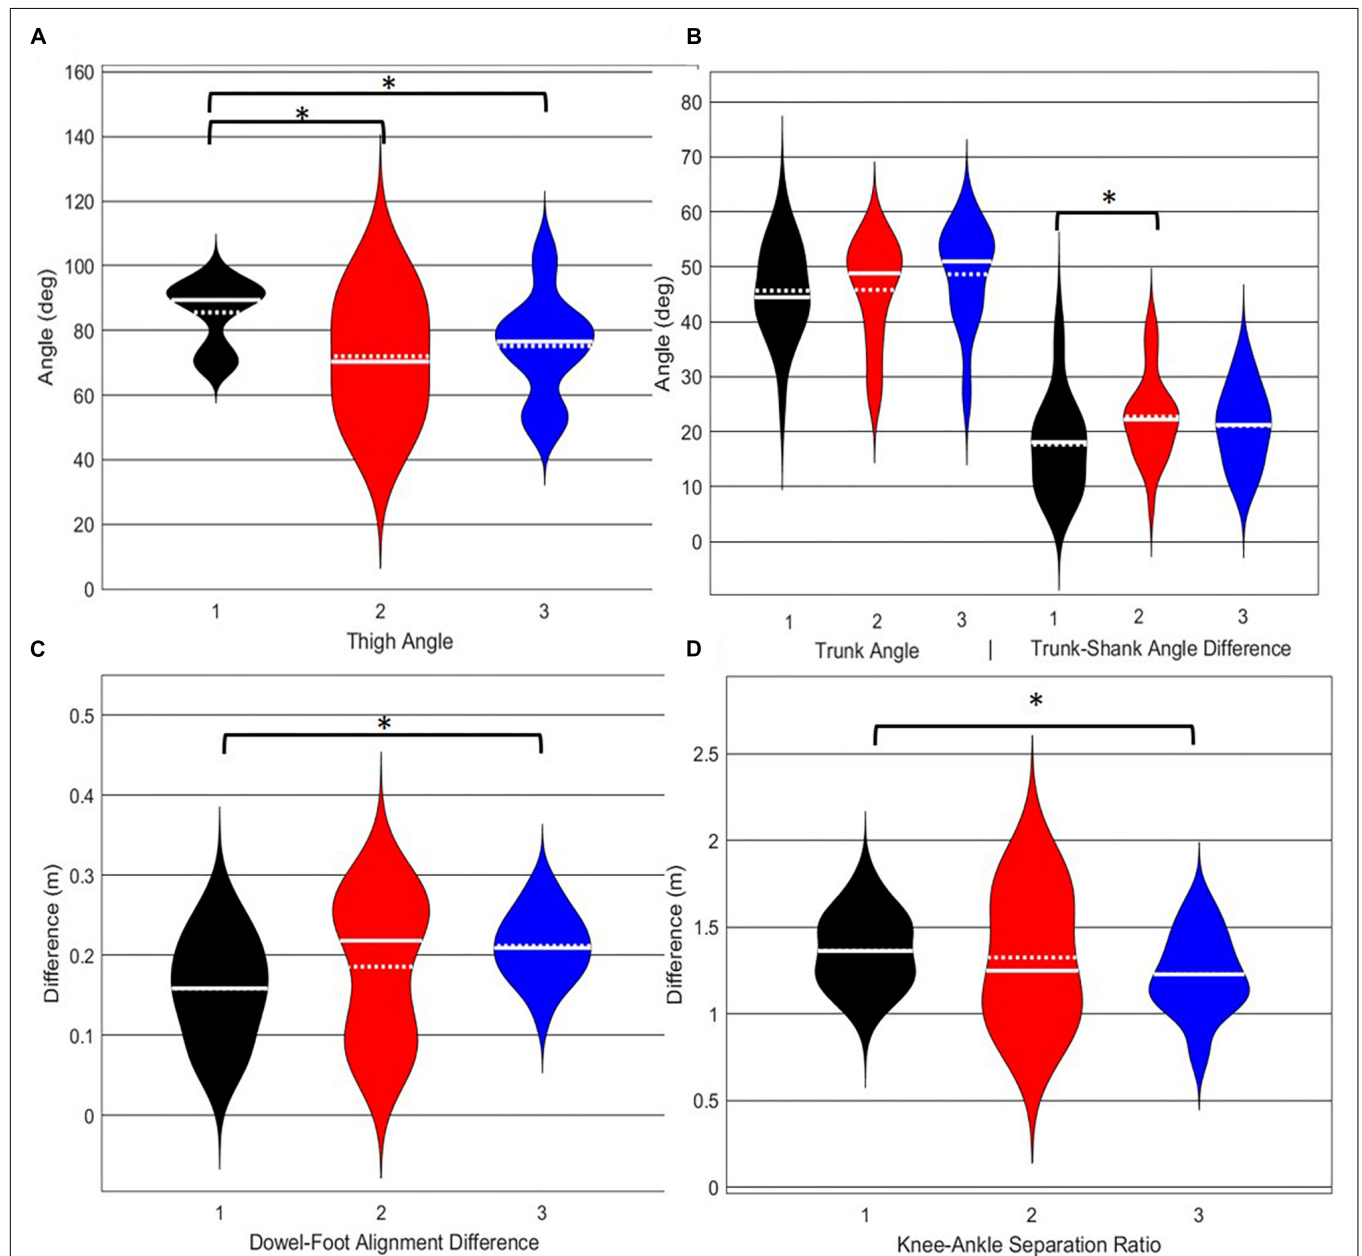 A
160
140
120
100
80
60
40
20
0
Angle (deg)
* *
1 2 3
Thigh Angle
B
80
70
60
50
40
30
20
10
0
Angle (deg)
*
1 2 3 1 2 3
Trunk Angle | Trunk-Shank Angle Difference
C
0.5
0.4
0.3
0.2
0.1
0
Difference (m)
*
1 2 3
Dowel-Foot Alignment Difference
D
2.5
2
1.5
1
0.5
0
Difference (m)
*
1 2 3
Knee-Ankle Separation Ratio